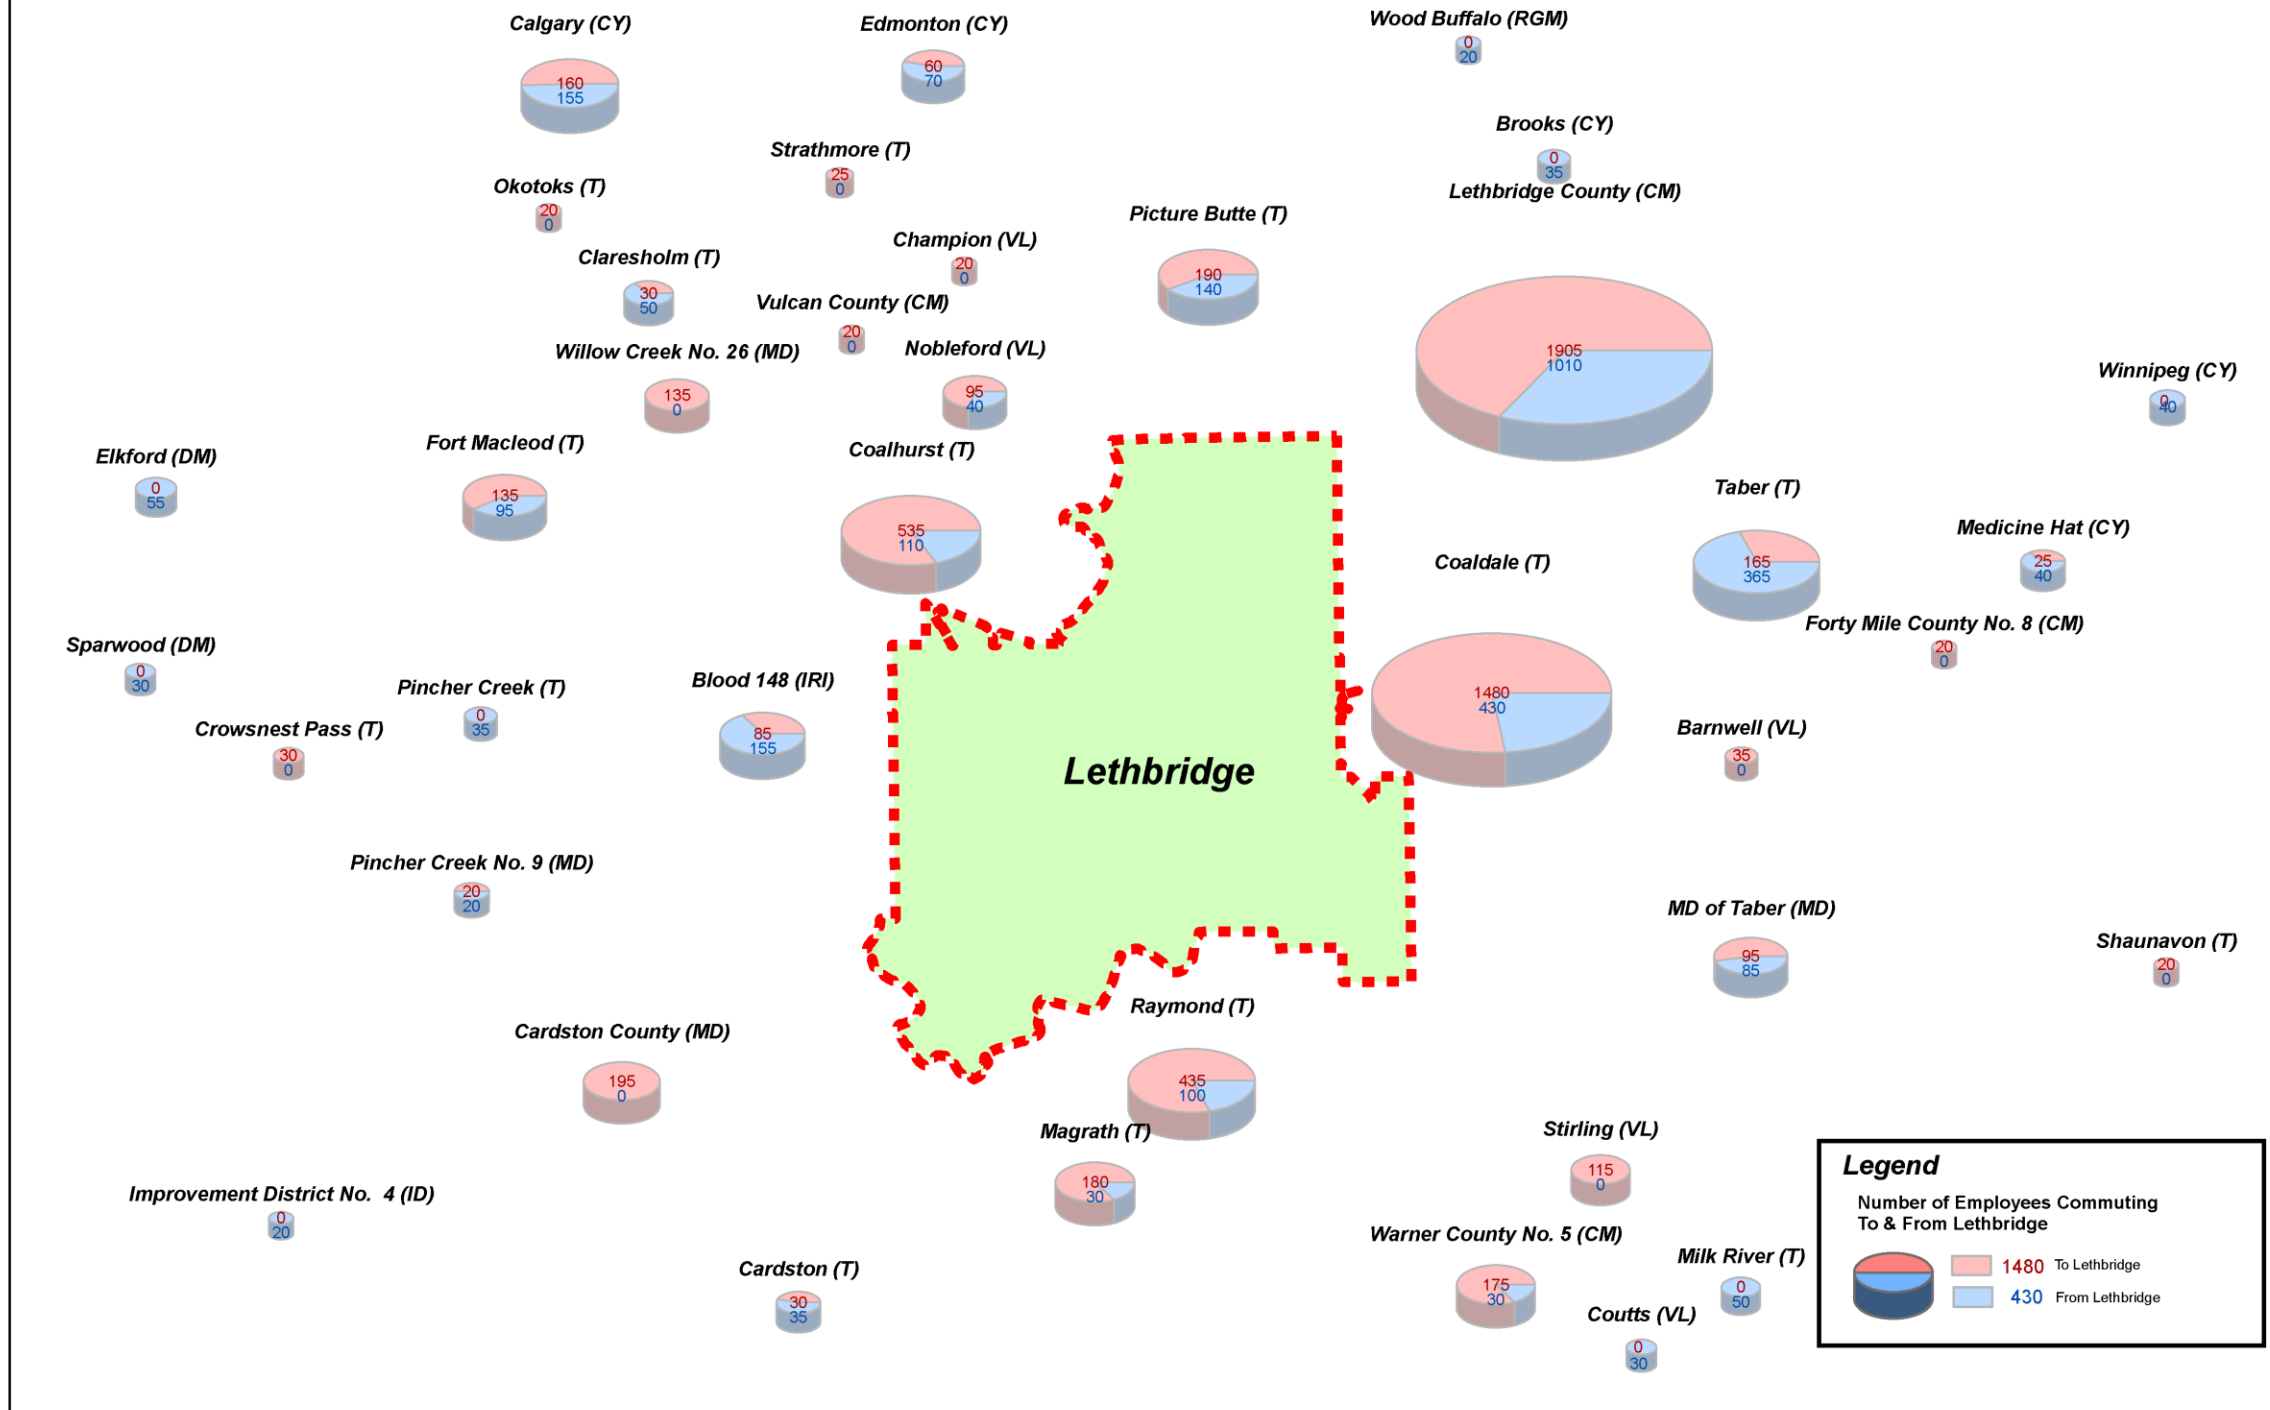 Calgary (CY)
160
155
Edmonton (CY)
60
70
Wood Buffalo (RGM)
0
20
Brooks (CY)
0
35
Strathmore (T)
25
0
Okotoks (T)
20
0
Lethbridge County (CM)
1905
1010
Picture Butte (T)
190
140
Champion (VL)
20
0
Claresholm (T)
30
50
Vulcan County (CM)
20
0
Willow Creek No. 26 (MD)
135
0
Nobleford (VL)
95
40
Winnipeg (CY)
0
40
Elkford (DM)
0
55
Fort Macleod (T)
135
95
Coalhurst (T)
535
110
Taber (T)
165
365
Medicine Hat (CY)
25
40
Coaldale (T)
1480
430
Forty Mile County No. 8 (CM)
20
0
Sparwood (DM)
0
30
Pincher Creek (T)
0
35
Blood 148 (IRI)
85
155
Crowsnest Pass (T)
30
0
Barnwell (VL)
35
0
Lethbridge
Pincher Creek No. 9 (MD)
20
20
MD of Taber (MD)
95
85
Shaunavon (T)
20
0
Raymond (T)
435
100
Cardston County (MD)
195
0
Magrath (T)
180
30
Stirling (VL)
115
0
Improvement District No. 4 (ID)
0
20
Warner County No. 5 (CM)
175
30
Milk River (T)
0
50
Cardston (T)
30
35
Coutts (VL)
0
30
Legend
Number of Employees Commuting
To & From Lethbridge
1480 To Lethbridge
430 From Lethbridge